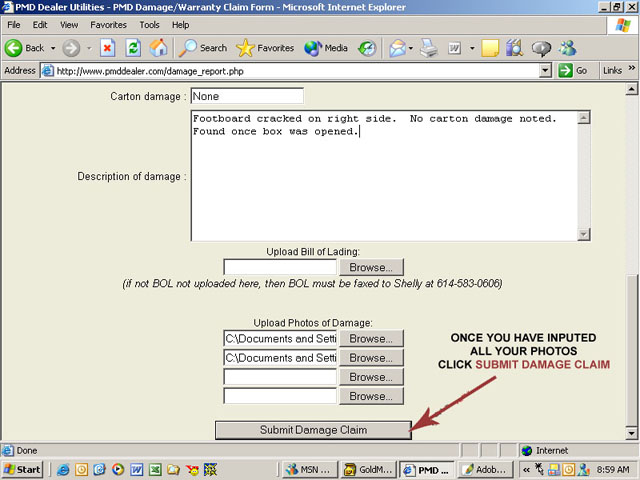 PMD Dealer Utilities - PMD Damage/Warranty Claim Form - Microsoft Internet Explorer
File Edit View Favorites Tools Help
Back Search Favorites Media
Address http://www.pmddealer.com/damage_report.php Go Links »
Carton damage : None
Footboard cracked on right side. No carton damage noted.
Found once box was opened.
Description of damage :
Upload Bill of Lading:
Browse...
(if not BOL not uploaded here, then BOL must be faxed to Shelly at 614-583-0606)
Upload Photos of Damage:
C:\Documents and Setti Browse...
C:\Documents and Setti Browse...
Browse...
Browse...
ONCE YOU HAVE INPUTED
ALL YOUR PHOTOS
CLICK SUBMIT DAMAGE CLAIM
Submit Damage Claim
Done Internet
Start MSN ... GoldM... PMD ... Adob... « 8:59 AM